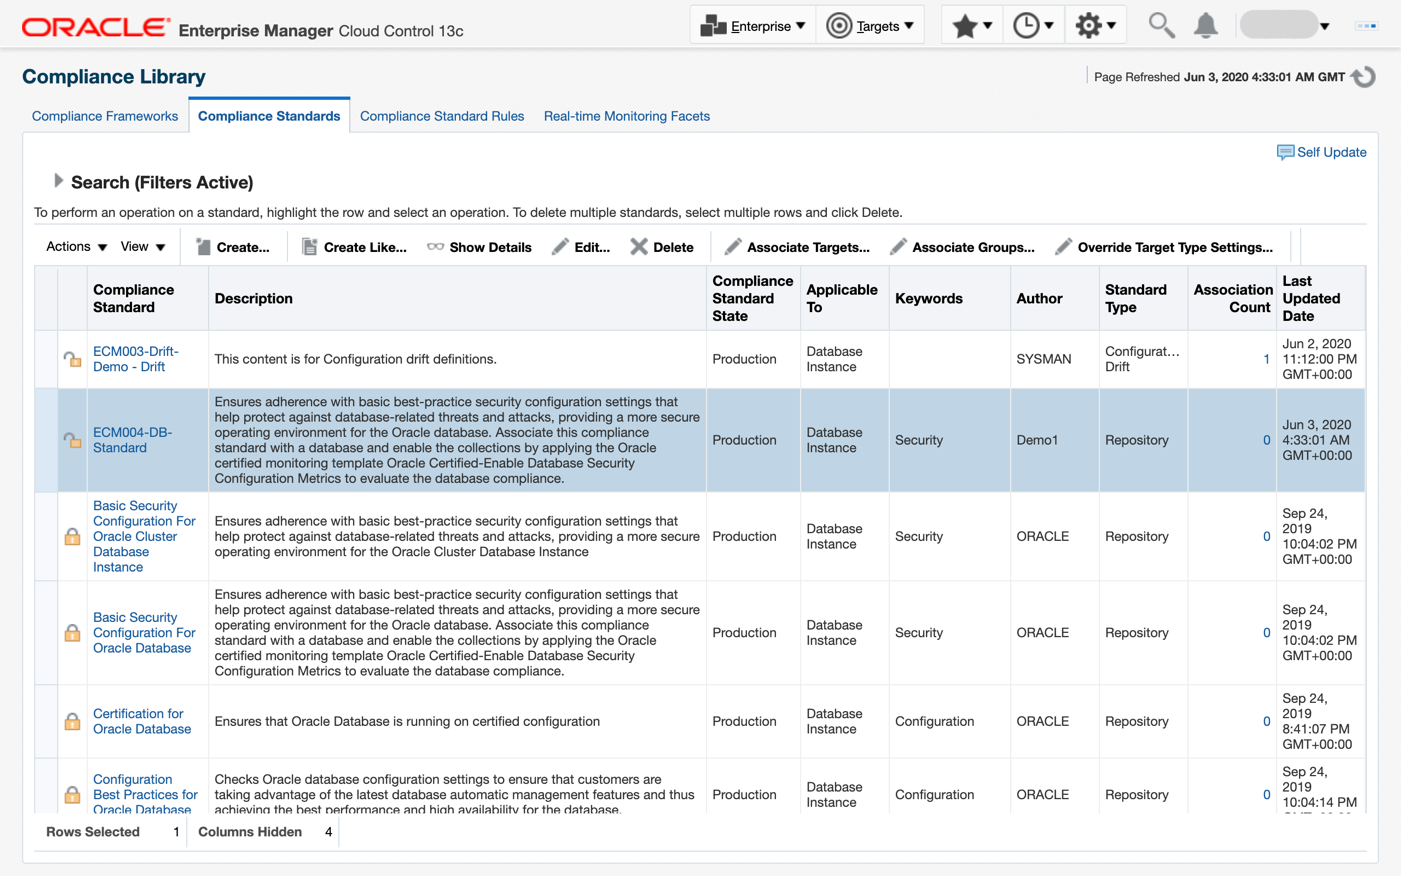 ORACLE Enterprise Manager Cloud Control 13c
Enterprise
Targets
Compliance Library
Page Refreshed Jun 3, 2020 4:33:01 AM GMT
Compliance Frameworks
Compliance Standards
Compliance Standard Rules
Real-time Monitoring Facets
Self Update
Search (Filters Active)
To perform an operation on a standard, highlight the row and select an operation. To delete multiple standards, select multiple rows and click Delete.
Actions
View
Create...
Create Like...
Show Details
Edit...
Delete
Associate Targets...
Associate Groups...
Override Target Type Settings...
Compliance
Standard
Description
Compliance
Standard
State
Applicable
To
Keywords
Author
Standard
Type
Association
Count
Last
Updated
Date
ECM003-Drift-
Demo - Drift
This content is for Configuration drift definitions.
Production
Database
Instance
SYSMAN
Configurat...
Drift
1
Jun 2, 2020
11:12:00 PM
GMT+00:00
ECM004-DB-
Standard
Ensures adherence with basic best-practice security configuration settings that
help protect against database-related threats and attacks, providing a more secure
operating environment for the Oracle database. Associate this compliance
standard with a database and enable the collections by applying the Oracle
certified monitoring template Oracle Certified-Enable Database Security
Configuration Metrics to evaluate the database compliance.
Production
Database
Instance
Security
Demo1
Repository
0
Jun 3, 2020
4:33:01 AM
GMT+00:00
Basic Security
Configuration For
Oracle Cluster
Database
Instance
Ensures adherence with basic best-practice security configuration settings that
help protect against database-related threats and attacks, providing a more secure
operating environment for the Oracle Cluster Database Instance
Production
Database
Instance
Security
ORACLE
Repository
0
Sep 24,
2019
10:04:02 PM
GMT+00:00
Basic Security
Configuration For
Oracle Database
Ensures adherence with basic best-practice security configuration settings that
help protect against database-related threats and attacks, providing a more secure
operating environment for the Oracle database. Associate this compliance
standard with a database and enable the collections by applying the Oracle
certified monitoring template Oracle Certified-Enable Database Security
Configuration Metrics to evaluate the database compliance.
Production
Database
Instance
Security
ORACLE
Repository
0
Sep 24,
2019
10:04:02 PM
GMT+00:00
Certification for
Oracle Database
Ensures that Oracle Database is running on certified configuration
Production
Database
Instance
Configuration
ORACLE
Repository
0
Sep 24,
2019
8:41:07 PM
GMT+00:00
Configuration
Best Practices for
Oracle Database
Checks Oracle database configuration settings to ensure that customers are
taking advantage of the latest database automatic management features and thus
achieving the best performance and high availability for the database.
Production
Database
Instance
Configuration
ORACLE
Repository
0
Sep 24,
2019
10:04:14 PM
Rows Selected 1
Columns Hidden 4